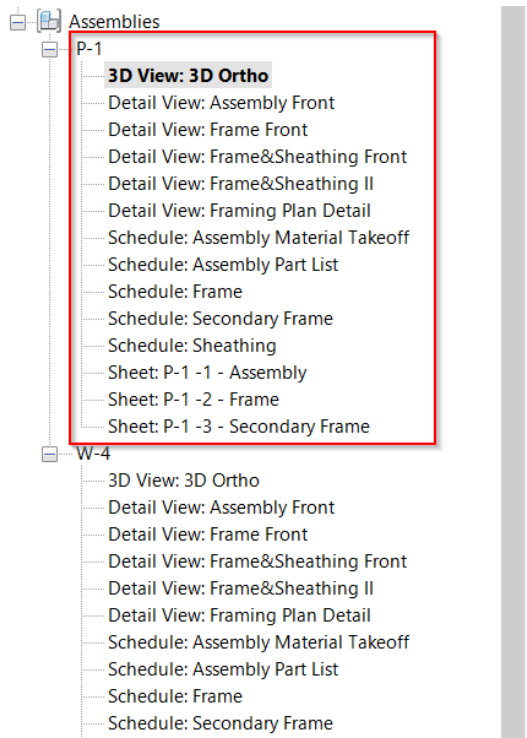 Assemblies
P-1
3D View: 3D Ortho
Detail View: Assembly Front
Detail View: Frame Front
Detail View: Frame&Sheathing Front
Detail View: Frame&Sheathing II
Detail View: Framing Plan Detail
Schedule: Assembly Material Takeoff
Schedule: Assembly Part List
Schedule: Frame
Schedule: Secondary Frame
Schedule: Sheathing
Sheet: P-1 -1 - Assembly
Sheet: P-1 -2 - Frame
Sheet: P-1 -3 - Secondary Frame
W-4
3D View: 3D Ortho
Detail View: Assembly Front
Detail View: Frame Front
Detail View: Frame&Sheathing Front
Detail View: Frame&Sheathing II
Detail View: Framing Plan Detail
Schedule: Assembly Material Takeoff
Schedule: Assembly Part List
Schedule: Frame
Schedule: Secondary Frame